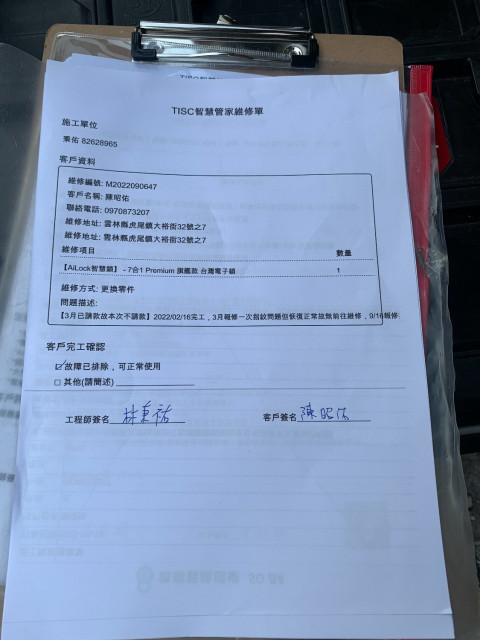 TISC智慧管家維修單
施工單位
秉佑 82628965
客戶資料
維修編號: M2022090647
客戶名稱: 陳昭佑
聯絡電話: 0970873207
維修地址: 雲林縣虎尾鎮大裕街32號之7
維修地址: 雲林縣虎尾鎮大裕街32號之7
維修項目 數量
【AiLock智慧鎖】 - 7合1 Premium 旗艦款 台灣電子鎖 1
維修方式: 更換零件
問題描述:
【3月已請款故本次不請款】2022/02/16完工，3月報修一次指紋問題但恢復正常故無前往維修，9/16報修
客戶完工確認
☑故障已排除，可正常使用
□其他(請簡述)
工程師簽名 林秉祐 客戶簽名 陳昭佑